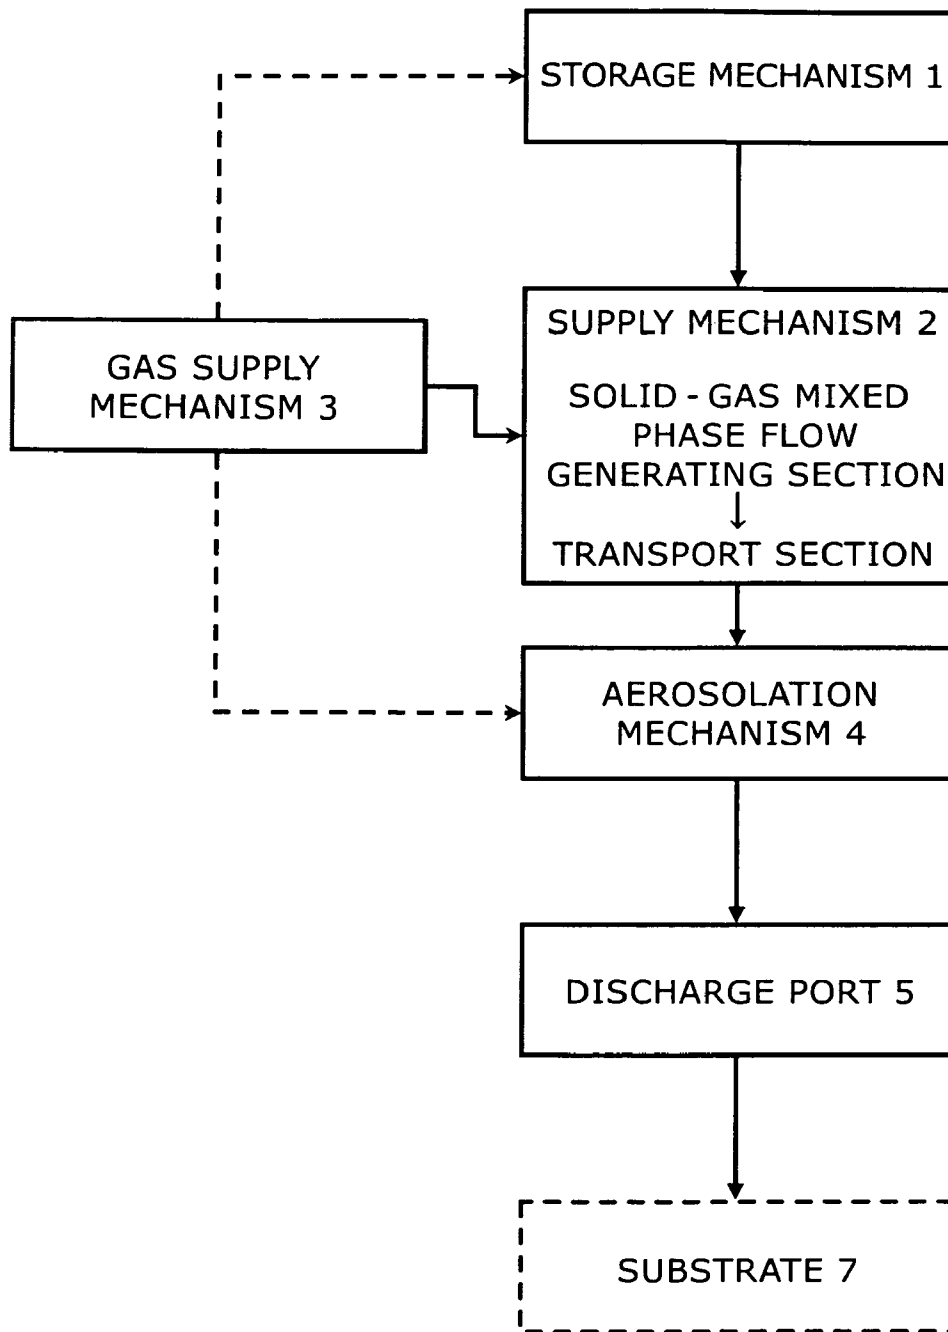 STORAGE MECHANISM 1
GAS SUPPLY
MECHANISM 3
SUPPLY MECHANISM 2
SOLID - GAS MIXED
PHASE FLOW
GENERATING SECTION
TRANSPORT SECTION
AEROSOLATION
MECHANISM 4
DISCHARGE PORT 5
SUBSTRATE 7